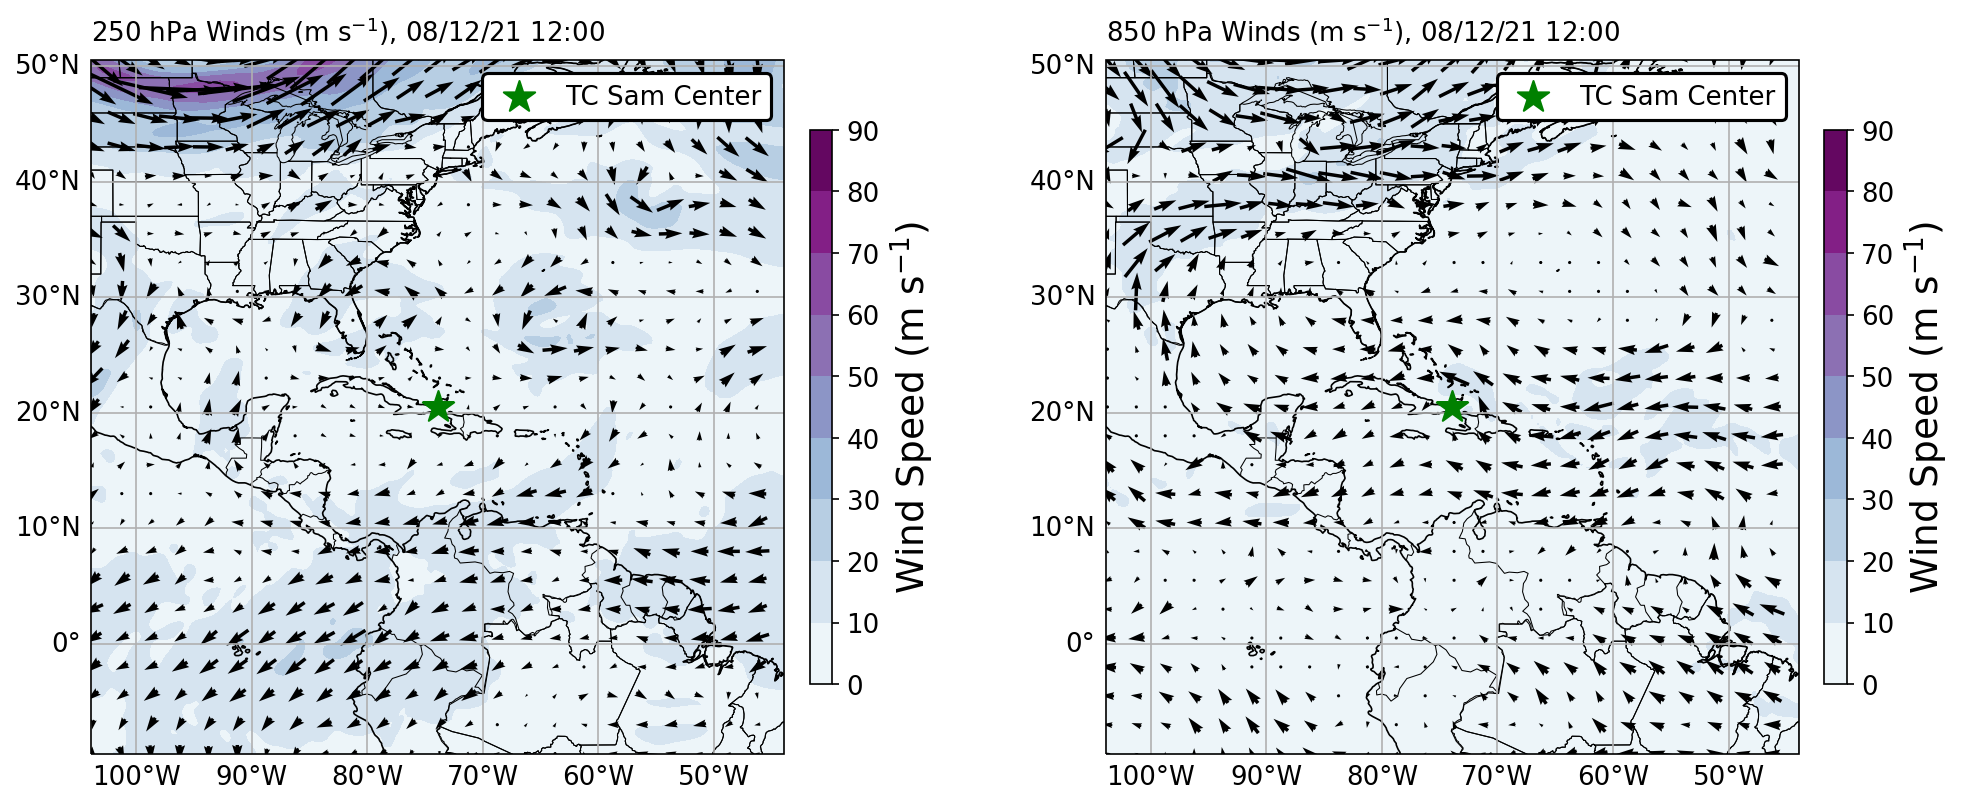 250 hPa Winds (m s⁻¹), 08/12/21 12:00
TC Sam Center
50°N
40°N
30°N
20°N
10°N
0°
100°W
90°W
80°W
70°W
60°W
50°W
90
80
70
60
50
40
30
20
10
0
Wind Speed (m s⁻¹)
850 hPa Winds (m s⁻¹), 08/12/21 12:00
TC Sam Center
50°N
40°N
30°N
20°N
10°N
0°
100°W
90°W
80°W
70°W
60°W
50°W
90
80
70
60
50
40
30
20
10
0
Wind Speed (m s⁻¹)